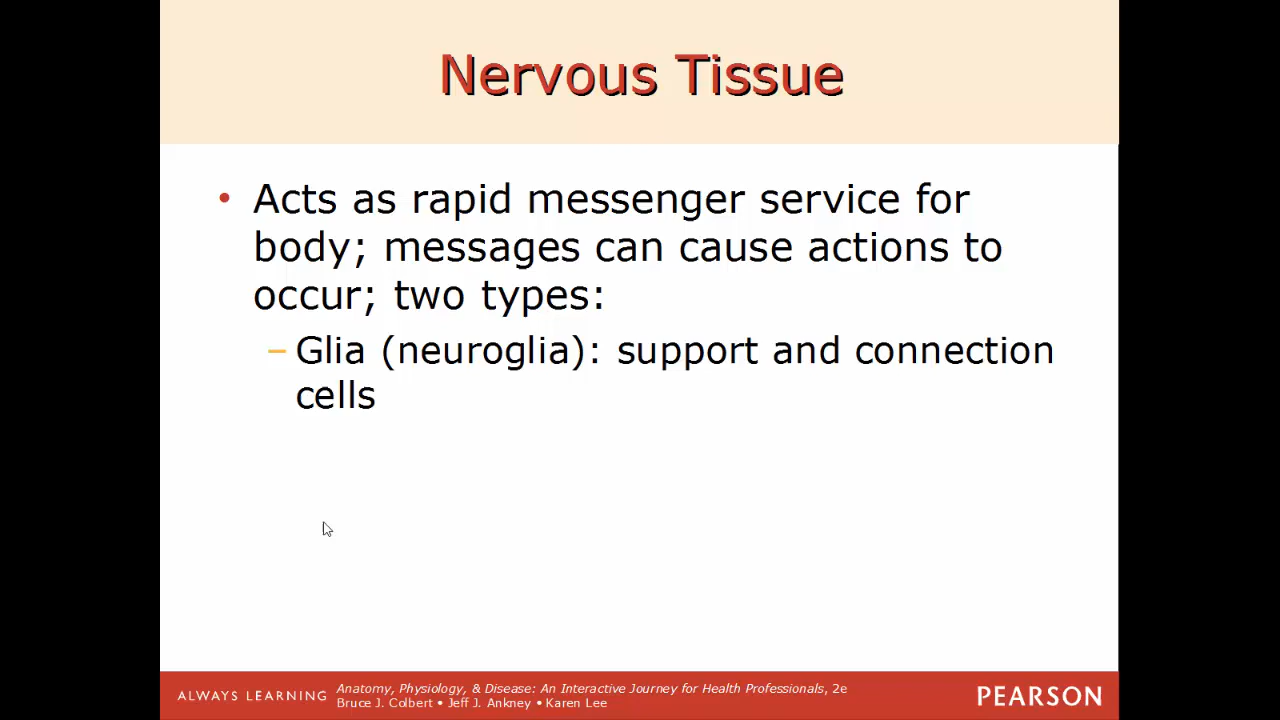 Nervous Tissue
• Acts as rapid messenger service for
body; messages can cause actions to
occur; two types:
– Glia (neuroglia): support and connection
cells
ALWAYS LEARNING
Anatomy, Physiology, & Disease: An Interactive Journey for Health Professionals, 2e
Bruce J. Colbert • Jeff J. Ankney • Karen Lee
PEARSON